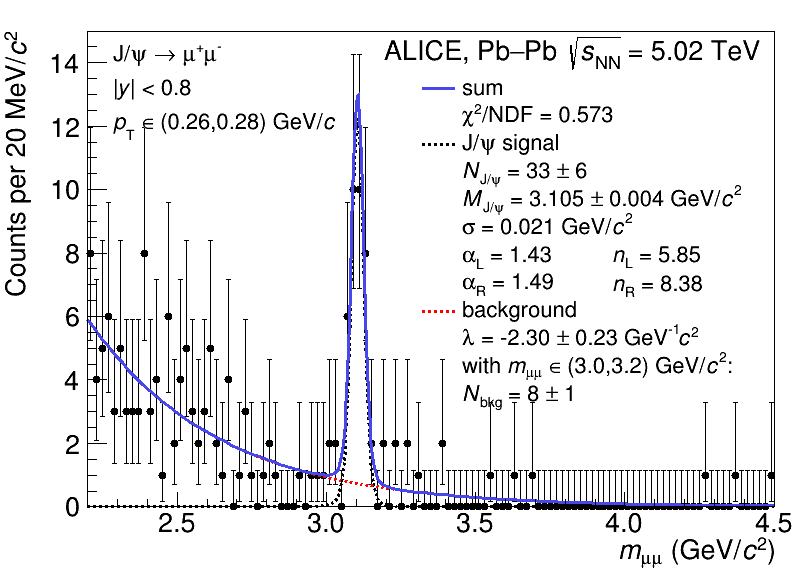 ALICE, Pb–Pb √s_NN = 5.02 TeV
J/ψ → μ⁺μ⁻
|y| < 0.8
p_T ∈ (0.26,0.28) GeV/c
sum
χ²/NDF = 0.573
J/ψ signal
N_J/ψ = 33 ± 6
M_J/ψ = 3.105 ± 0.004 GeV/c²
σ = 0.021 GeV/c²
α_L = 1.43 n_L = 5.85
α_R = 1.49 n_R = 8.38
background
λ = -2.30 ± 0.23 GeV⁻¹c²
with m_μμ ∈ (3.0,3.2) GeV/c²:
N_bkg = 8 ± 1
Counts per 20 MeV/c²
14
12
10
8
6
4
2
0
2.5 3.0 3.5 4.0 4.5
m_μμ (GeV/c²)